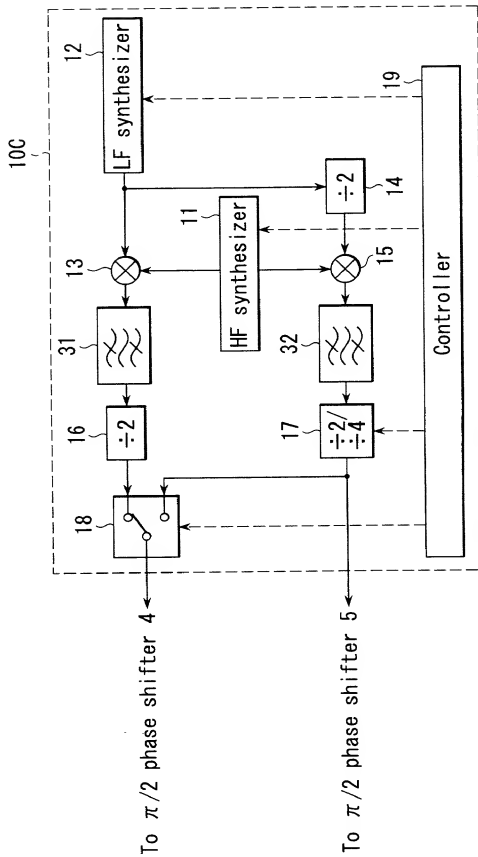 10C
12
LF synthesizer
13
31
16
÷2
18
To π/2 phase shifter 4
11
HF synthesizer
÷2
14
15
32
17
÷2/
÷4
To π/2 phase shifter 5
19
Controller